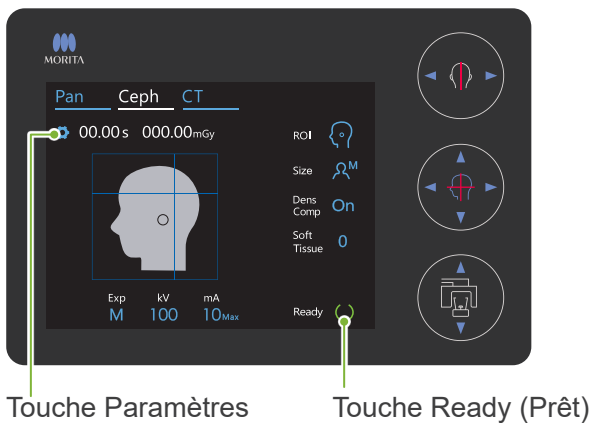 MORITA
Pan Ceph CT
00.00 s 000.00mGy
ROI
Size M
Dens
Comp On
Soft
Tissue 0
Exp kV mA
M 100 10Max
Ready
Touche Paramètres Touche Ready (Prêt)